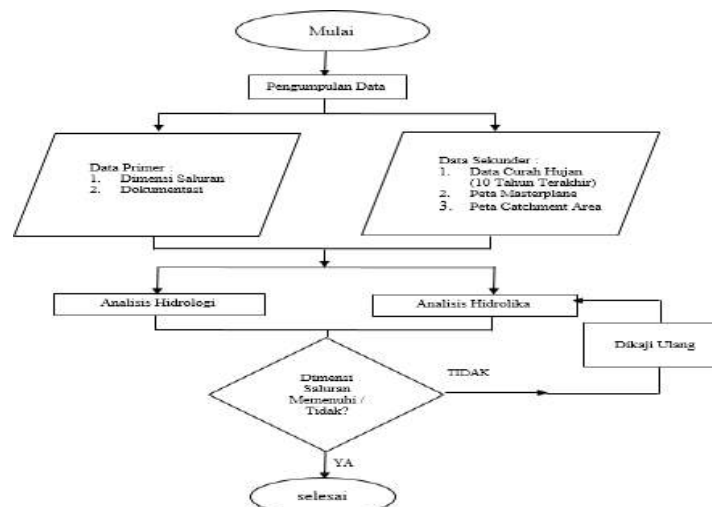 Mulai
Pengumpulan Data
Data Primer :
1. Dimensi Saluran
2. Dokumentasi
Data Sekunder :
1. Data Curah Hujan
(10 Tahun Terakhir)
2. Peta Masterplane
3. Peta Catchment Area
Analisis Hidrologi
Analisis Hidrolika
Dikaji Ulang
Dimensi
Saluran
Memenuhi /
Tidak?
TIDAK
YA
selesai